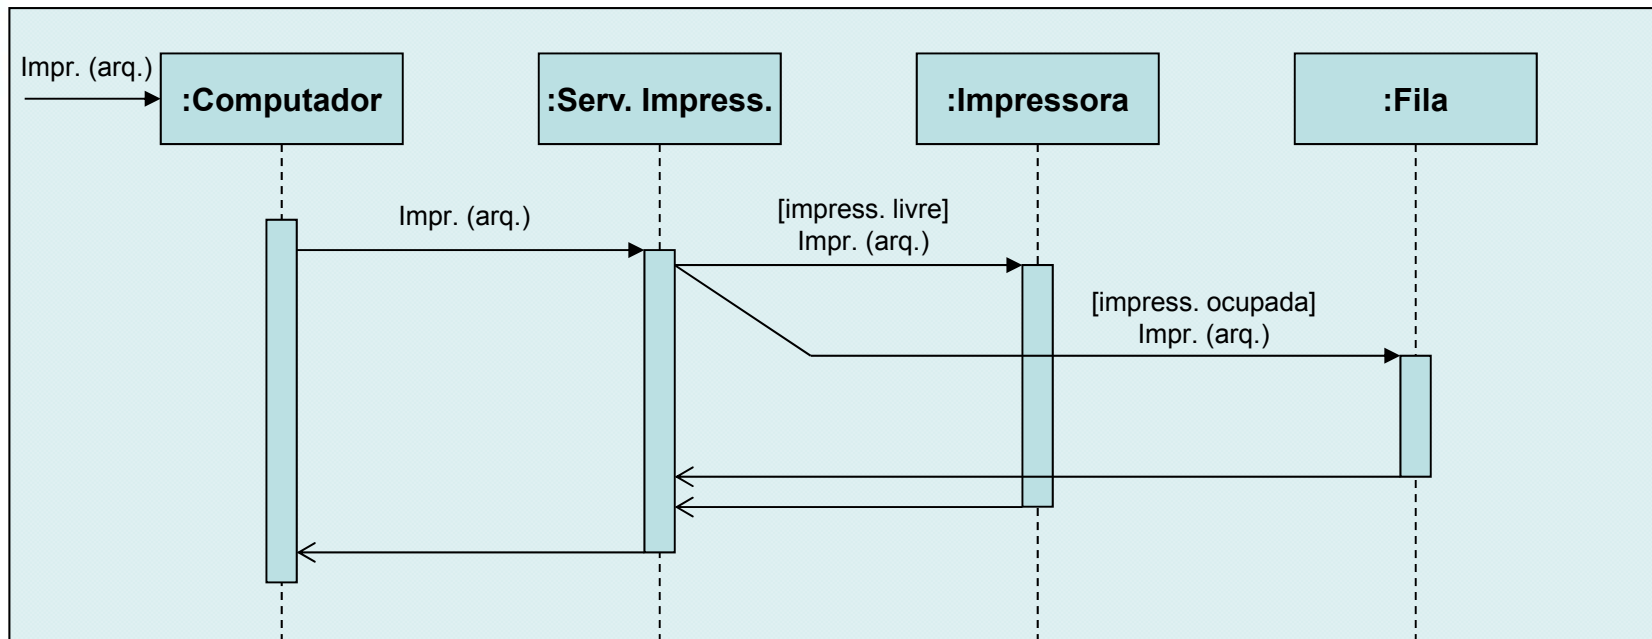 Impr. (arq.)
:Computador
:Serv. Impress.
:Impressora
:Fila
Impr. (arq.)
[impress. livre]
Impr. (arq.)
[impress. ocupada]
Impr. (arq.)